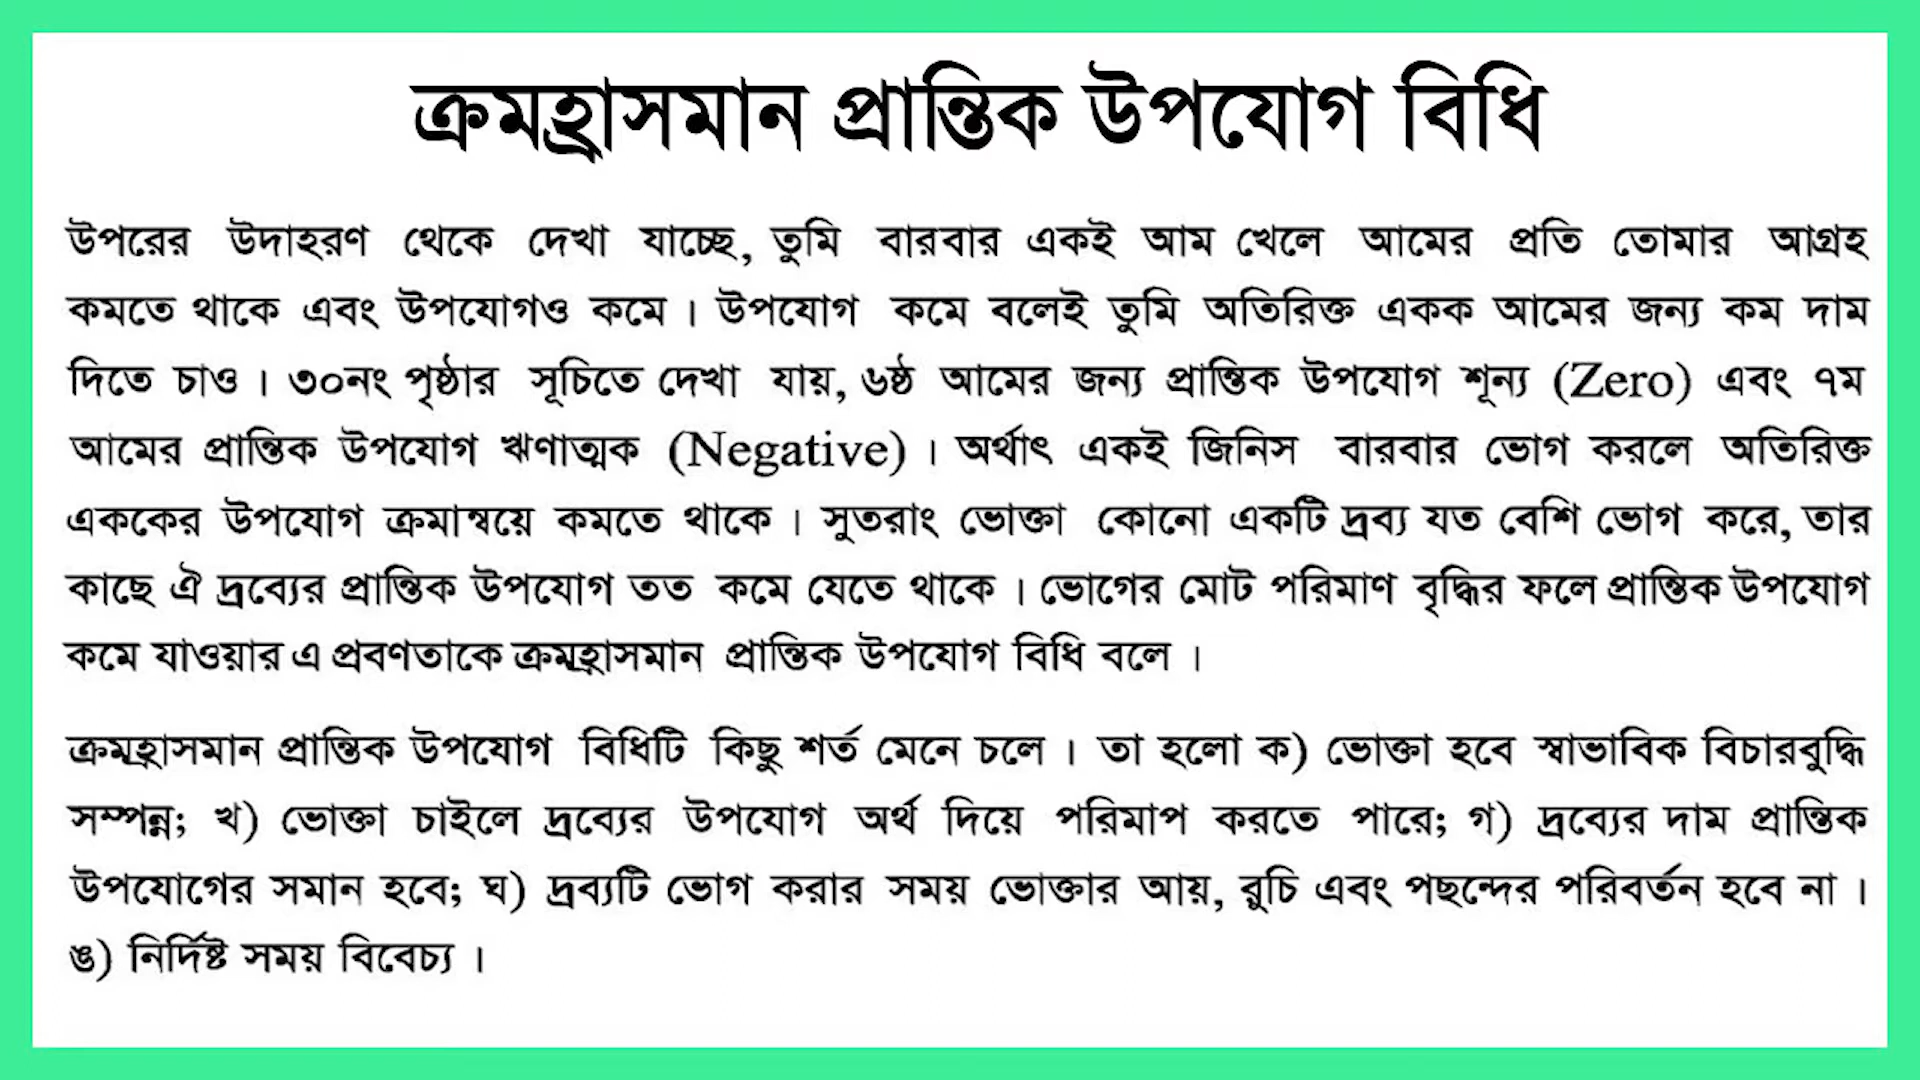 ক্রমহ্রাসমান প্রান্তিক উপযোগ বিধি
উপরের উদাহরণ থেকে দেখা যাচ্ছে, তুমি বারবার একই আম খেলে আমের প্রতি তোমার আগ্রহ
কমতে থাকে এবং উপযোগও কমে। উপযোগ কমে বলেই তুমি অতিরিক্ত একক আমের জন্য কম দাম
দিতে চাও। ৩০নং পৃষ্ঠার সূচিতে দেখা যায়, ৬ষ্ঠ আমের জন্য প্রান্তিক উপযোগ শূন্য (Zero) এবং ৭ম
আমের প্রান্তিক উপযোগ ঋণাত্মক (Negative)। অর্থাৎ একই জিনিস বারবার ভোগ করলে অতিরিক্ত
এককের উপযোগ ক্রমান্বয়ে কমতে থাকে। সুতরাং ভোক্তা কোনো একটি দ্রব্য যত বেশি ভোগ করে, তার
কাছে ঐ দ্রব্যের প্রান্তিক উপযোগ তত কমে যেতে থাকে। ভোগের মোট পরিমাণ বৃদ্ধির ফলে প্রান্তিক উপযোগ
কমে যাওয়ার এ প্রবণতাকে ক্রমহ্রাসমান প্রান্তিক উপযোগ বিধি বলে।
ক্রমহ্রাসমান প্রান্তিক উপযোগ বিধিটি কিছু শর্ত মেনে চলে। তা হলো ক) ভোক্তা হবে স্বাভাবিক বিচারবুদ্ধি
সম্পন্ন; খ) ভোক্তা চাইলে দ্রব্যের উপযোগ অর্থ দিয়ে পরিমাপ করতে পারে; গ) দ্রব্যের দাম প্রান্তিক
উপযোগের সমান হবে; ঘ) দ্রব্যটি ভোগ করার সময় ভোক্তার আয়, রুচি এবং পছন্দের পরিবর্তন হবে না।
ঙ) নির্দিষ্ট সময় বিবেচ্য।